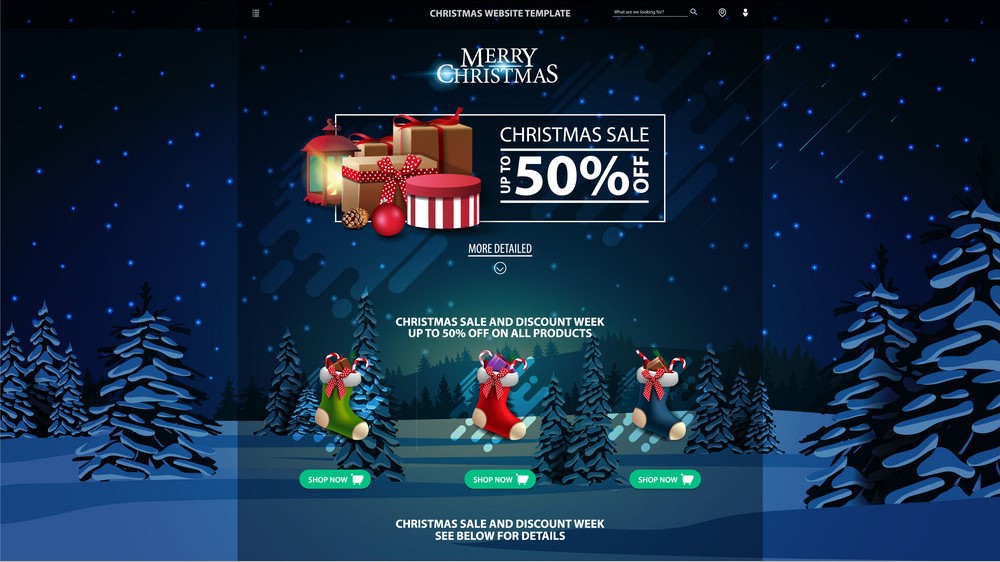 CHRISTMAS WEBSITE TEMPLATE
What are we looking for?
MERRY
CHRISTMAS
CHRISTMAS SALE
UP TO 50% OFF
MORE DETAILED
CHRISTMAS SALE AND DISCOUNT WEEK
UP TO 50% OFF ON ALL PRODUCTS
SHOP NOW
SHOP NOW
SHOP NOW
CHRISTMAS SALE AND DISCOUNT WEEK
SEE BELOW FOR DETAILS